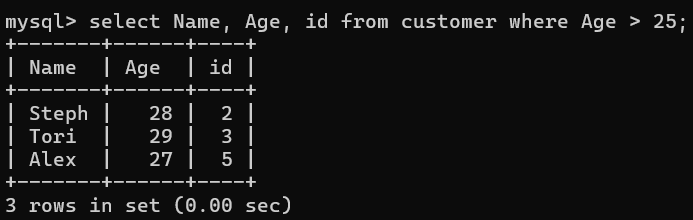 mysql> select Name, Age, id from customer where Age > 25;
+-------+------+----+
| Name  | Age  | id |
+-------+------+----+
| Steph |   28 |  2 |
| Tori  |   29 |  3 |
| Alex  |   27 |  5 |
+-------+------+----+
3 rows in set (0.00 sec)